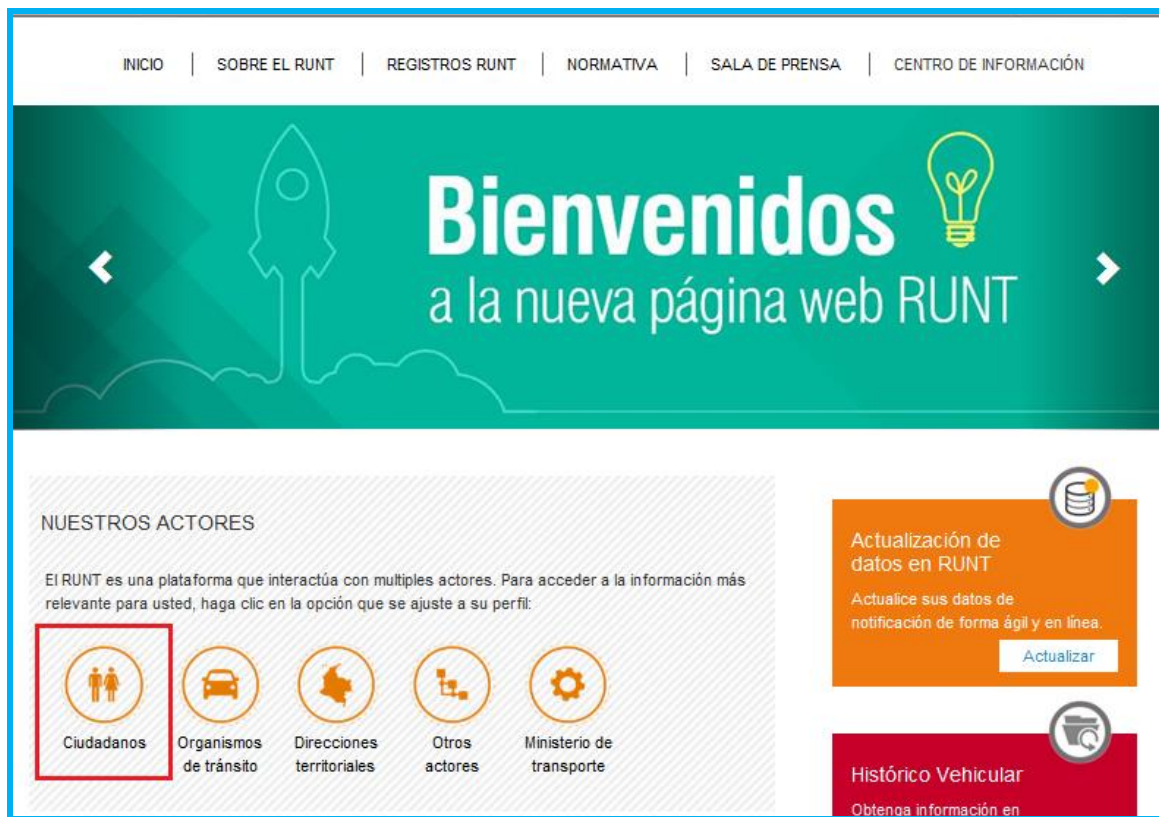 INICIO | SOBRE EL RUNT | REGISTROS RUNT | NORMATIVA | SALA DE PRENSA | CENTRO DE INFORMACIÓN
Bienvenidos
a la nueva página web RUNT
NUESTROS ACTORES
El RUNT es una plataforma que interactúa con multiples actores. Para acceder a la información más
relevante para usted, haga clic en la opción que se ajuste a su perfil:
Ciudadanos
Organismos
de tránsito
Direcciones
territoriales
Otros
actores
Ministerio de
transporte
Actualización de
datos en RUNT
Actualice sus datos de
notificación de forma ágil y en línea.
Actualizar
Histórico Vehicular
Obtenga información en